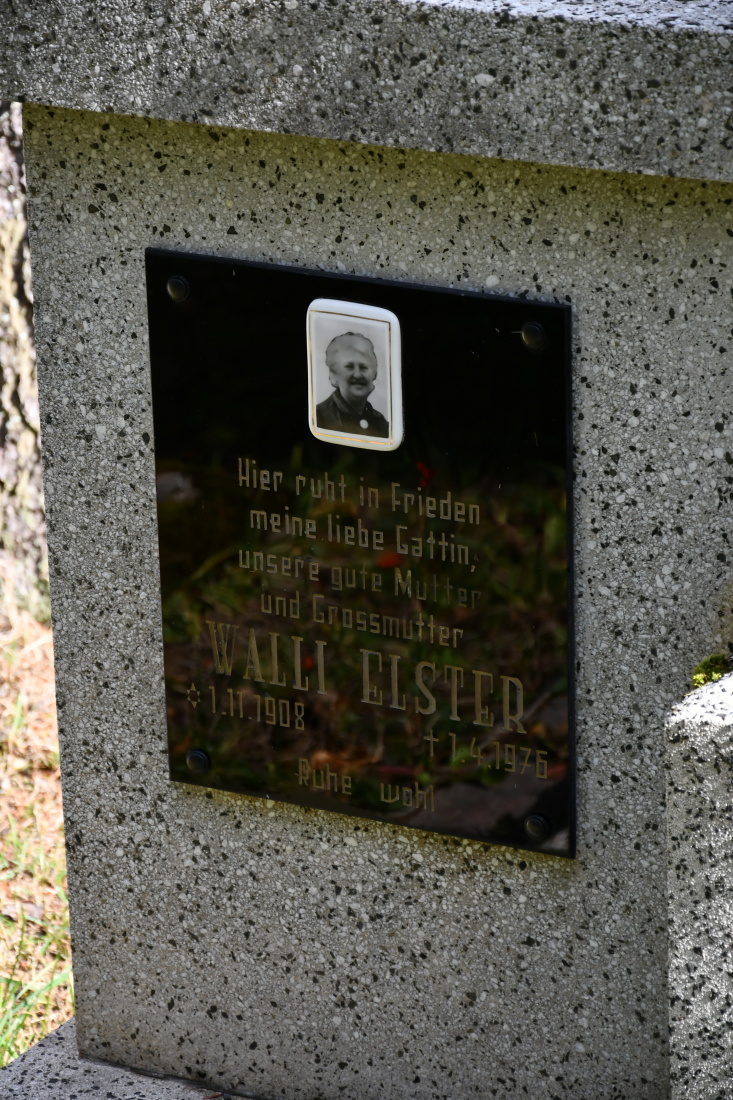 Hier ruht in Frieden
meine liebe Gattin,
unsere gute Mutter
und Grossmutter
WALLI ELSTER
* 1.11.1908
† 1.4.1976
Ruhe wohl